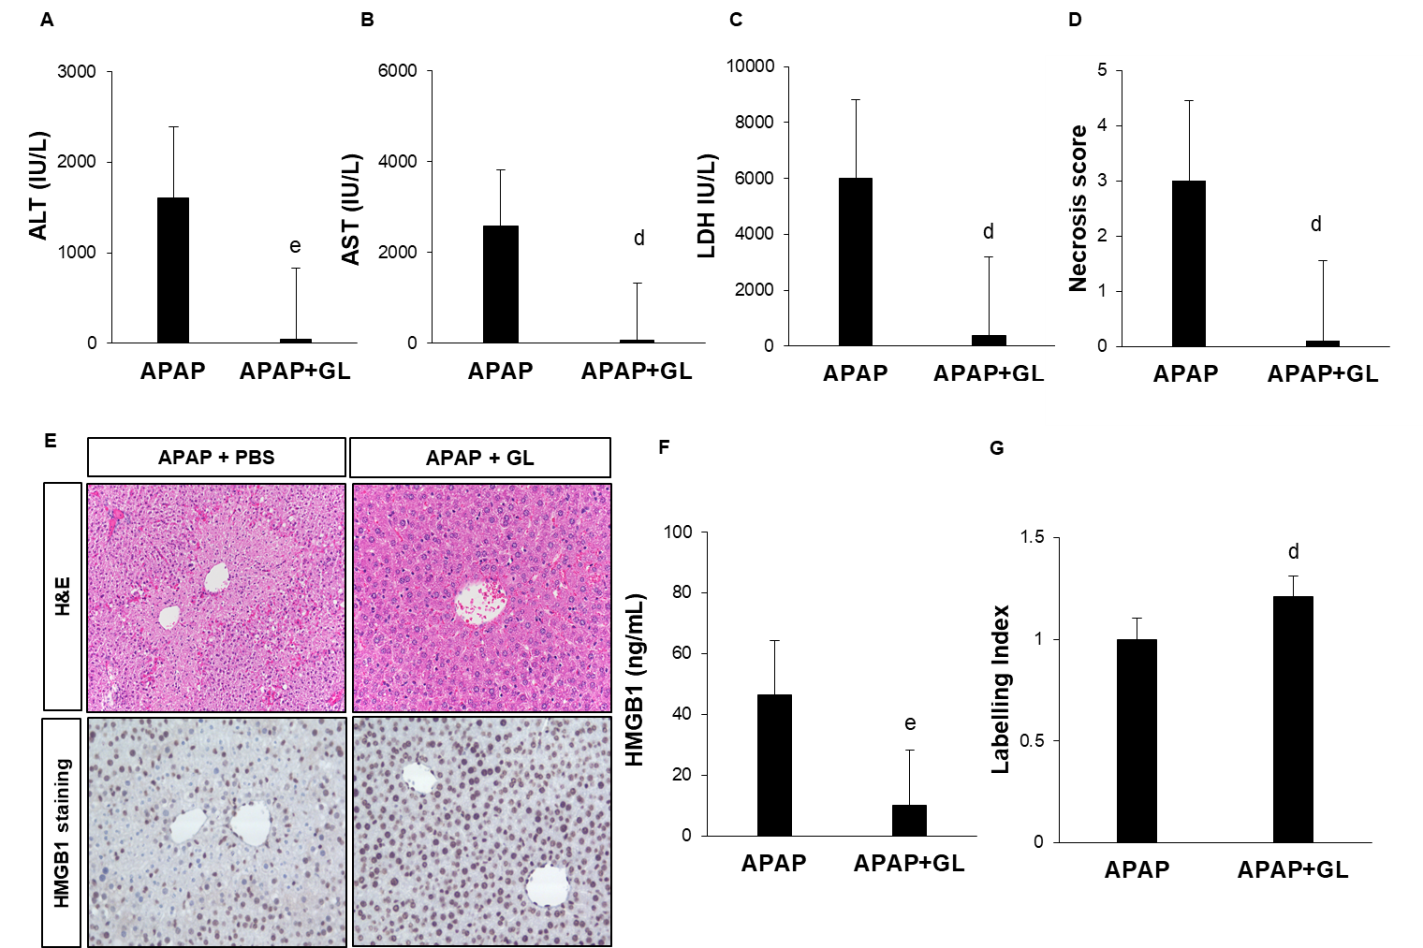 A
B
C
D
3000
2000
1000
0
ALT (IU/L)
e
APAP
APAP+GL
6000
4000
2000
0
AST (IU/L)
d
APAP
APAP+GL
10000
8000
6000
4000
2000
0
LDH IU/L)
d
APAP
APAP+GL
5
4
3
2
1
0
Necrosis score
d
APAP
APAP+GL
E
APAP + PBS
APAP + GL
H&E
HMGB1 staining
F
100
80
60
40
20
0
HMGB1 (ng/mL)
e
APAP
APAP+GL
G
1.5
1
0.5
0
Labelling Index
d
APAP
APAP+GL